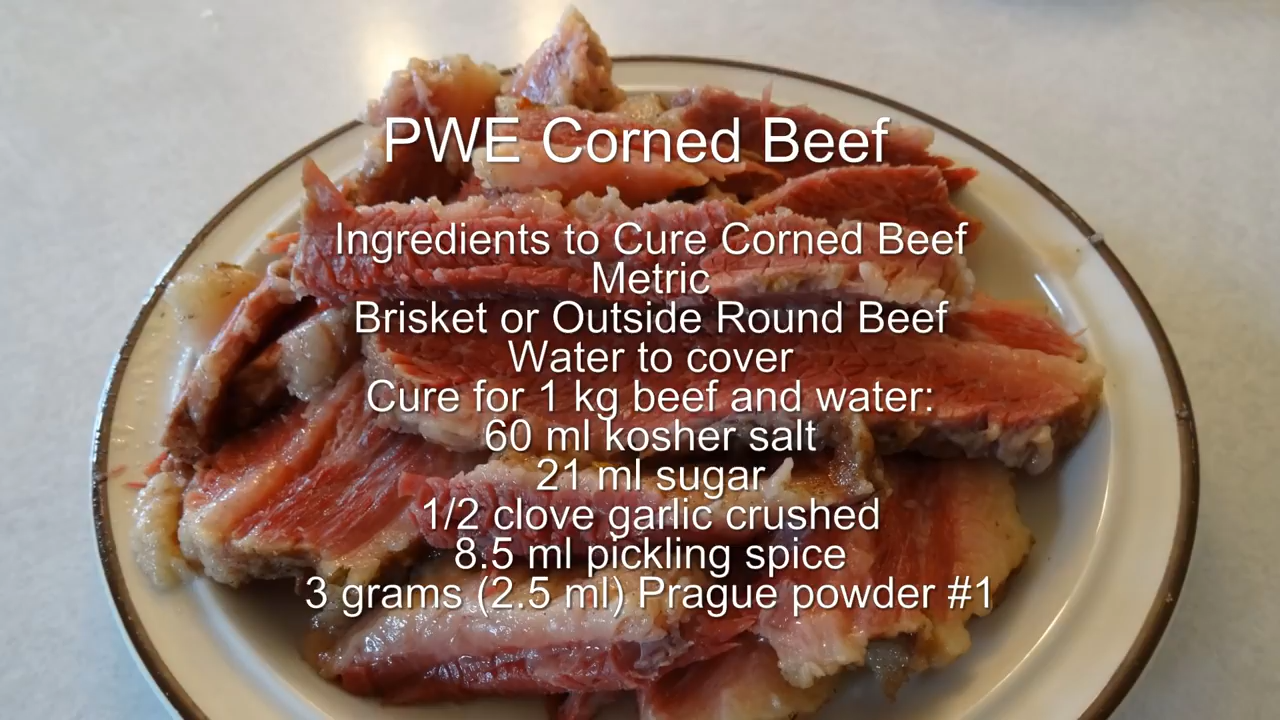 PWE Corned Beef
Ingredients to Cure Corned Beef
Metric
Brisket or Outside Round Beef
Water to cover
Cure for 1 kg beef and water:
60 ml kosher salt
21 ml sugar
1/2 clove garlic crushed
8.5 ml pickling spice
3 grams (2.5 ml) Prague powder #1